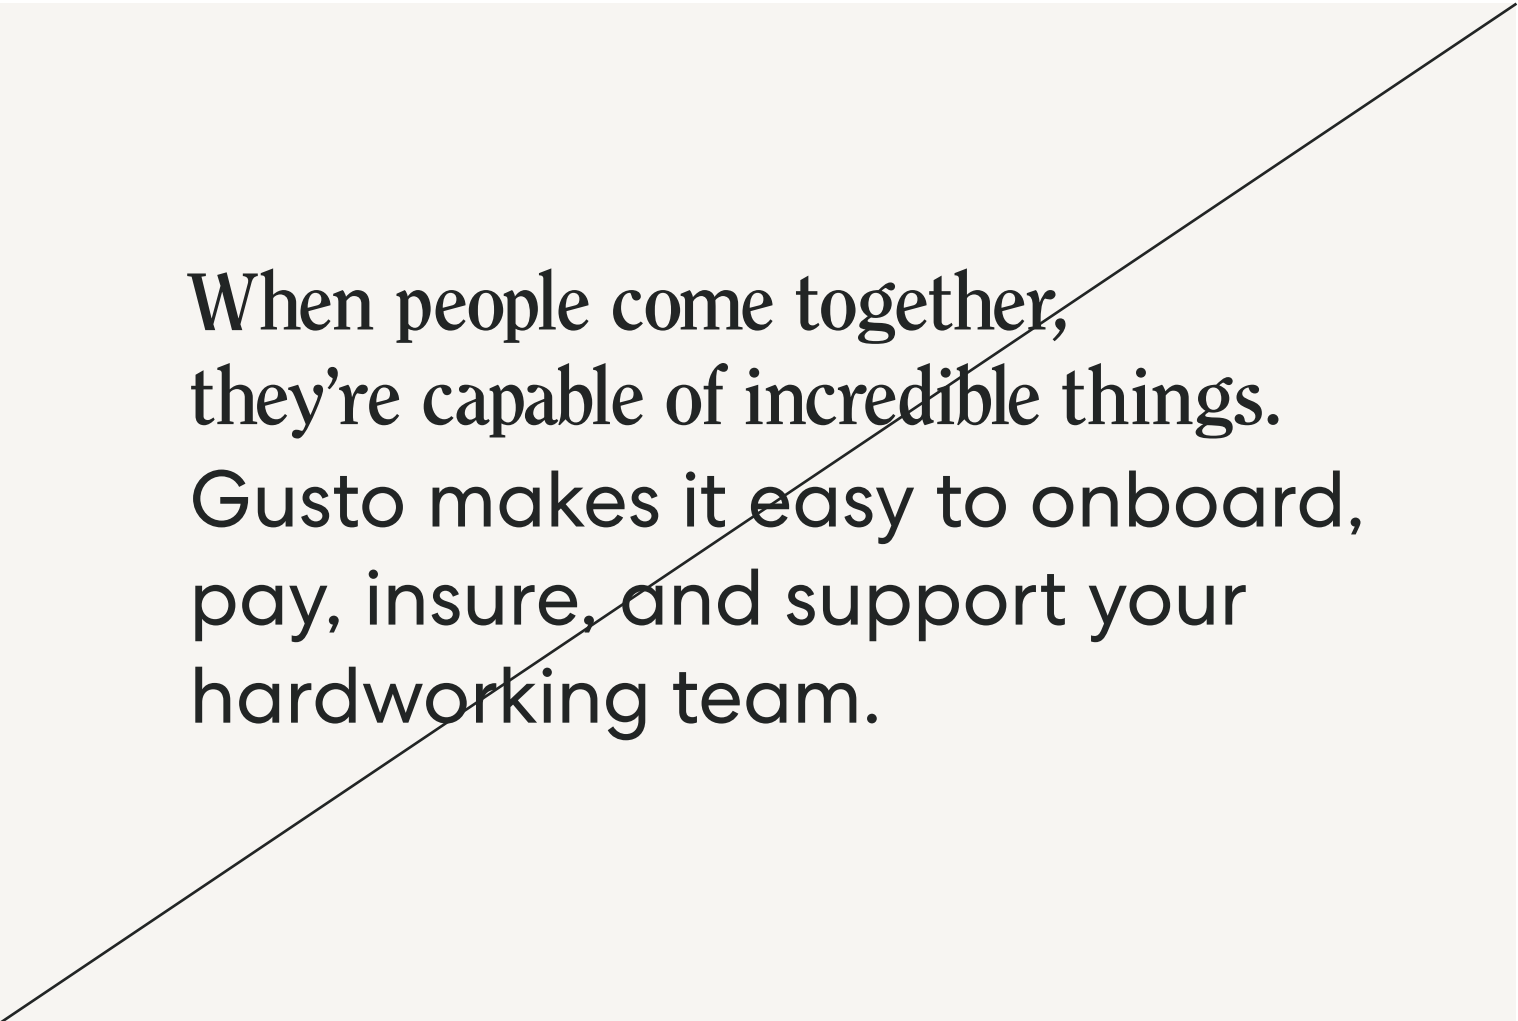 When people come together,
they’re capable of incredible things.
Gusto makes it easy to onboard,
pay, insure, and support your
hardworking team.